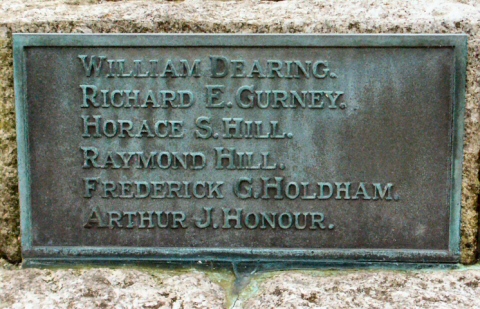 WILLIAM DEARING.
RICHARD E. GURNEY.
HORACE S. HILL.
RAYMOND HILL.
FREDERICK G. HOLDHAM.
ARTHUR J. HONOUR.